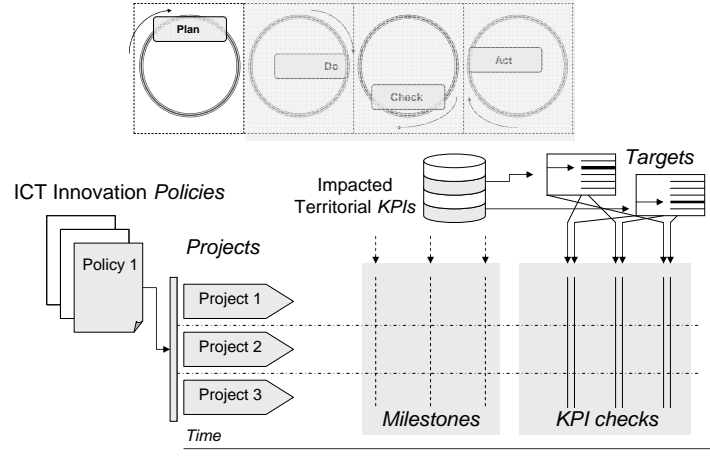 Plan
Do
Check
Act
Targets
ICT Innovation Policies
Impacted
Territorial KPIs
Projects
Policy 1
Project 1
Project 2
Project 3
Milestones
KPI checks
Time